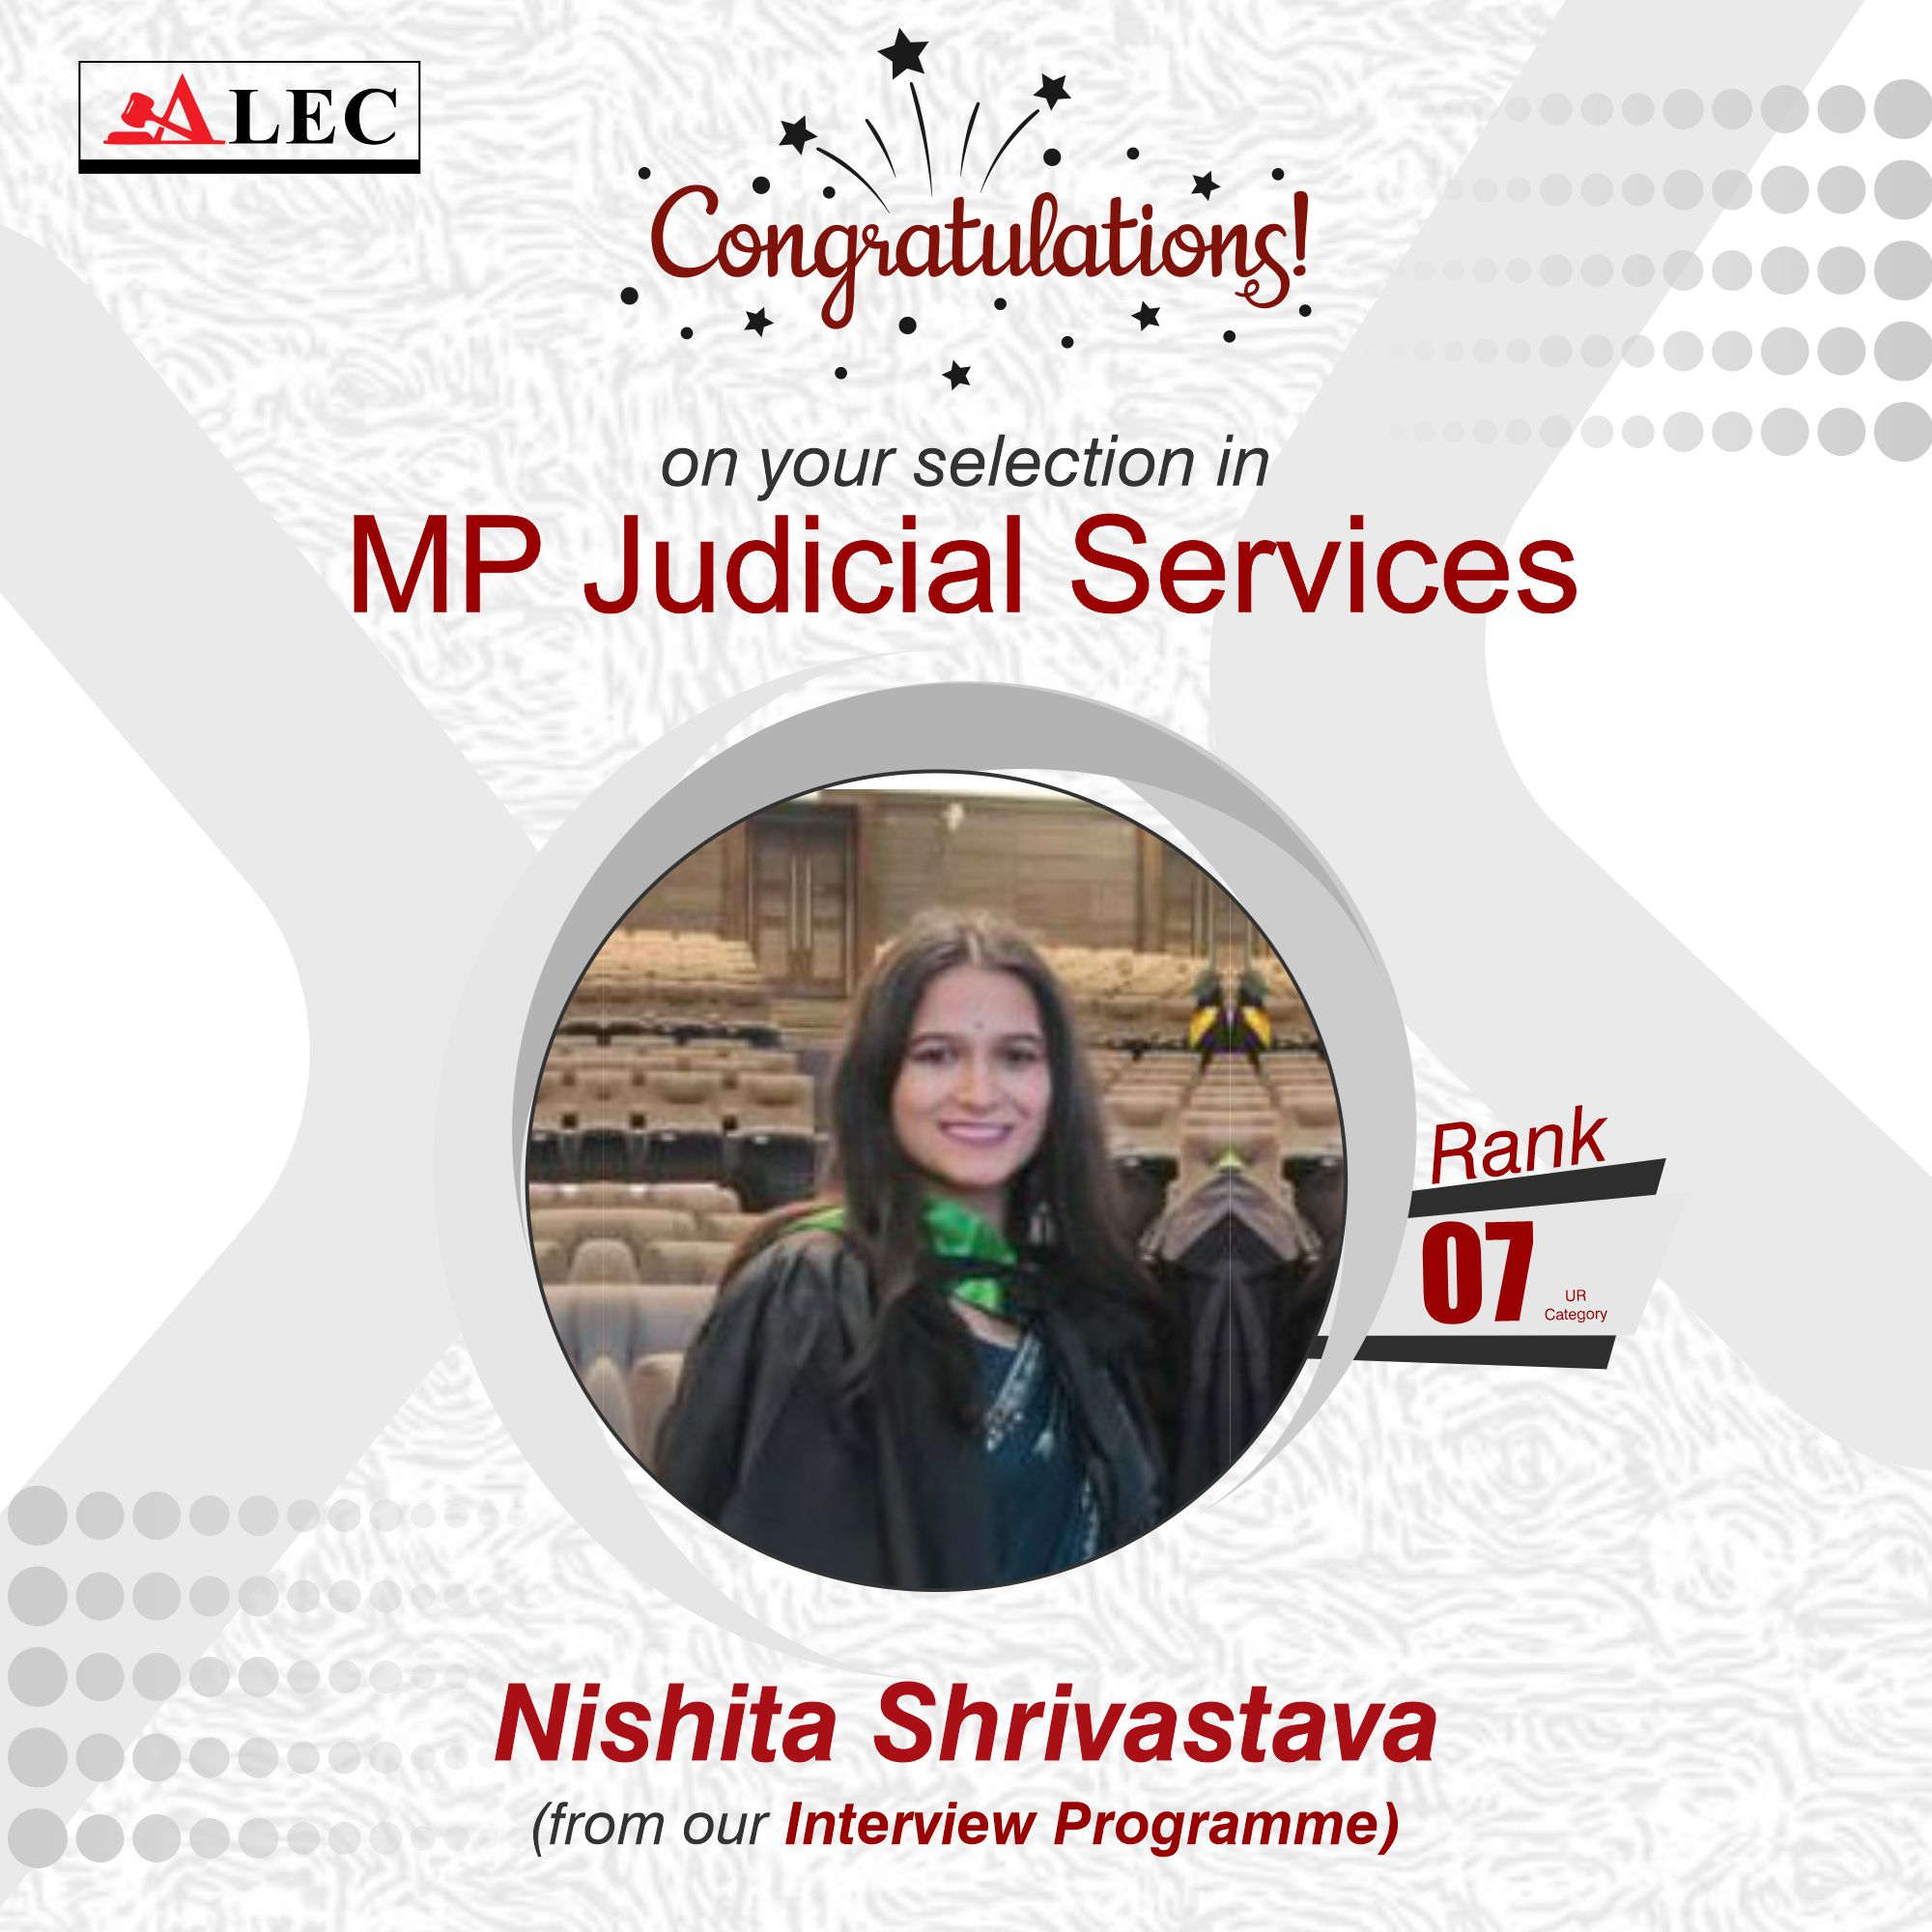 ALEC
Congratulations!
on your selection in
MP Judicial Services
Rank
07
UR
Category
Nishita Shrivastava
(from our Interview Programme)